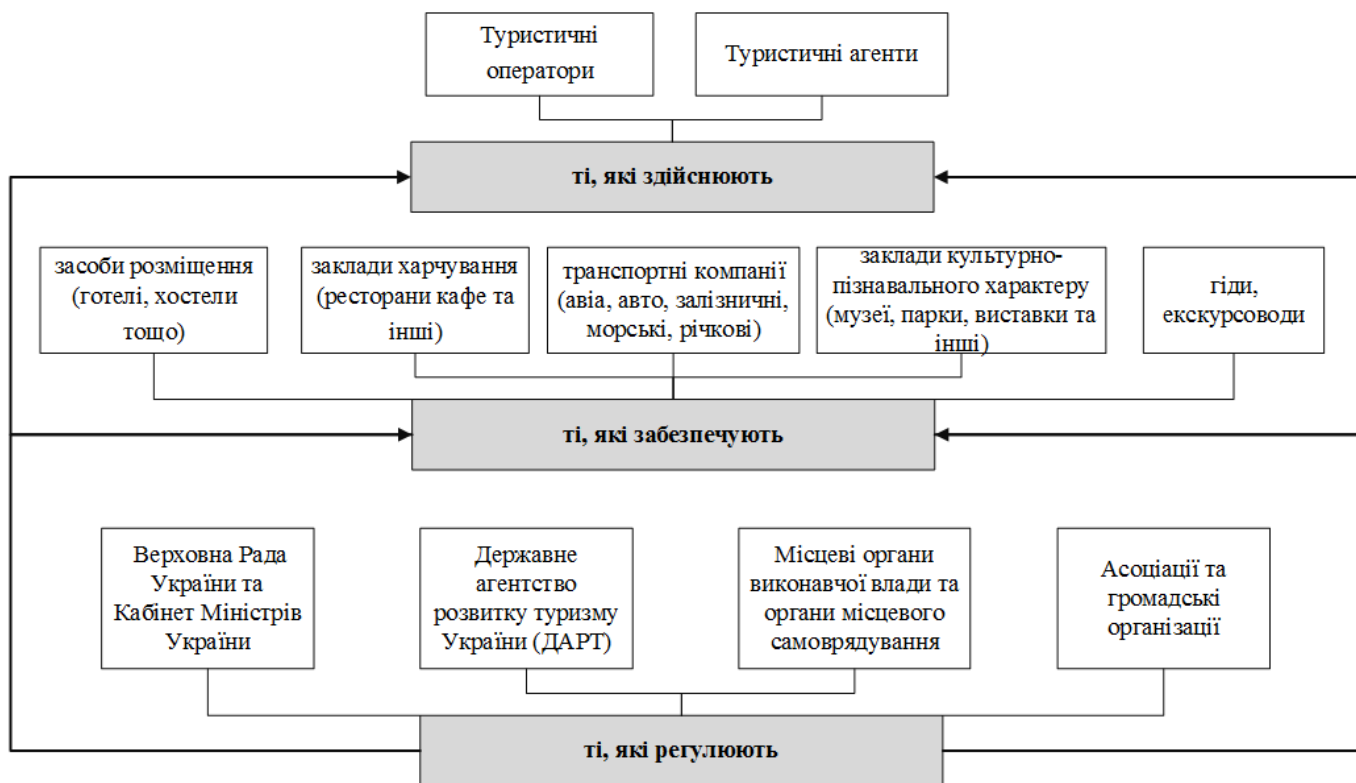 Туристичні
оператори
Туристичні агенти
ті, які здійснюють
засоби розміщення
(готелі, хостели
тощо)
заклади харчування
(ресторани кафе та
інші)
транспортні компанії
(авіа, авто, залізничні,
морські, річкові)
заклади культурно-
пізнавального характеру
(музеї, парки, виставки та
інші)
гіди,
екскурсоводи
ті, які забезпечують
Верховна Рада
України та
Кабінет Міністрів
України
Державне
агентство
розвитку туризму
України (ДАРТ)
Місцеві органи
виконавчої влади та
органи місцевого
самоврядування
Асоціації та
громадські
організації
ті, які регулюють